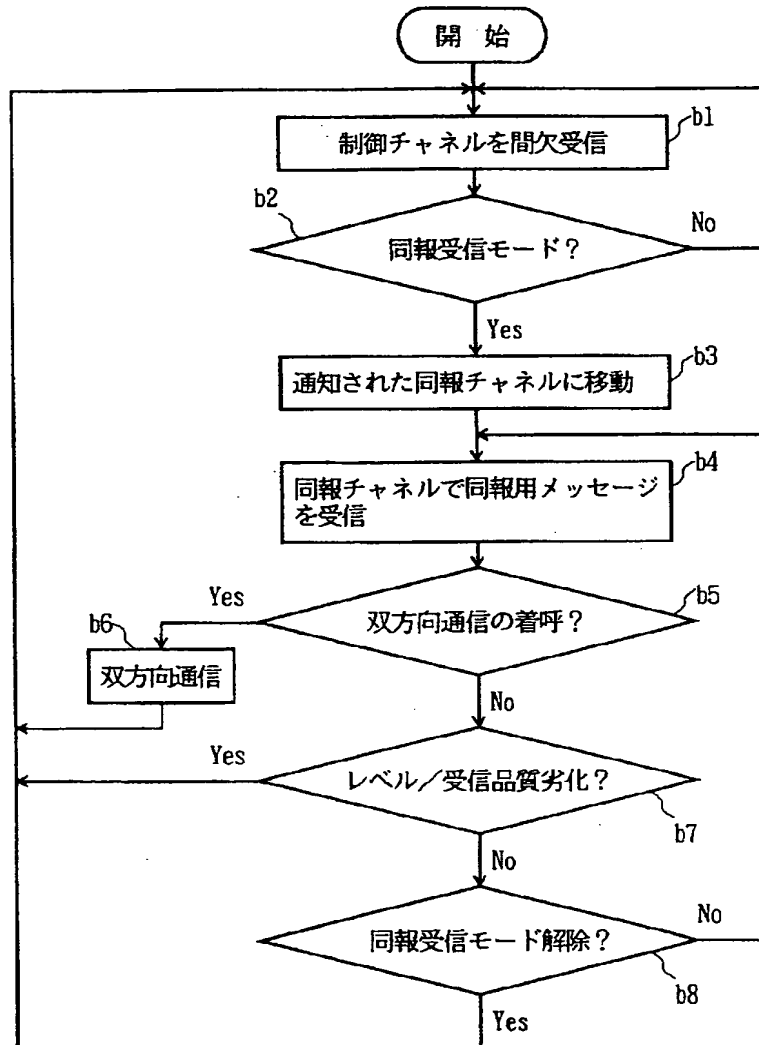 開 始
b1
制御チャネルを間欠受信
b2
同報受信モード?
No
Yes
b3
通知された同報チャネルに移動
b4
同報チャネルで同報用メッセージ
を受信
Yes
b5
双方向通信の着呼?
b6
双方向通信
No
Yes
レベル/受信品質劣化?
b7
No
同報受信モード解除?
No
b8
Yes